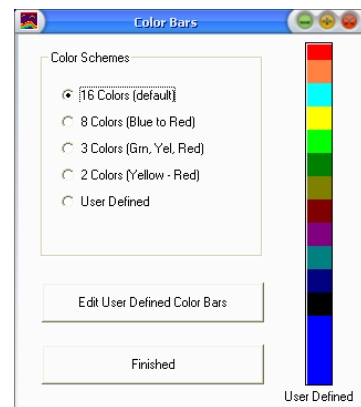 Color Bars
Color Schemes
16 Colors (default)
8 Colors (Blue to Red)
3 Colors (Grn, Yel, Red)
2 Colors (Yellow - Red)
User Defined
Edit User Defined Color Bars
Finished
User Defined